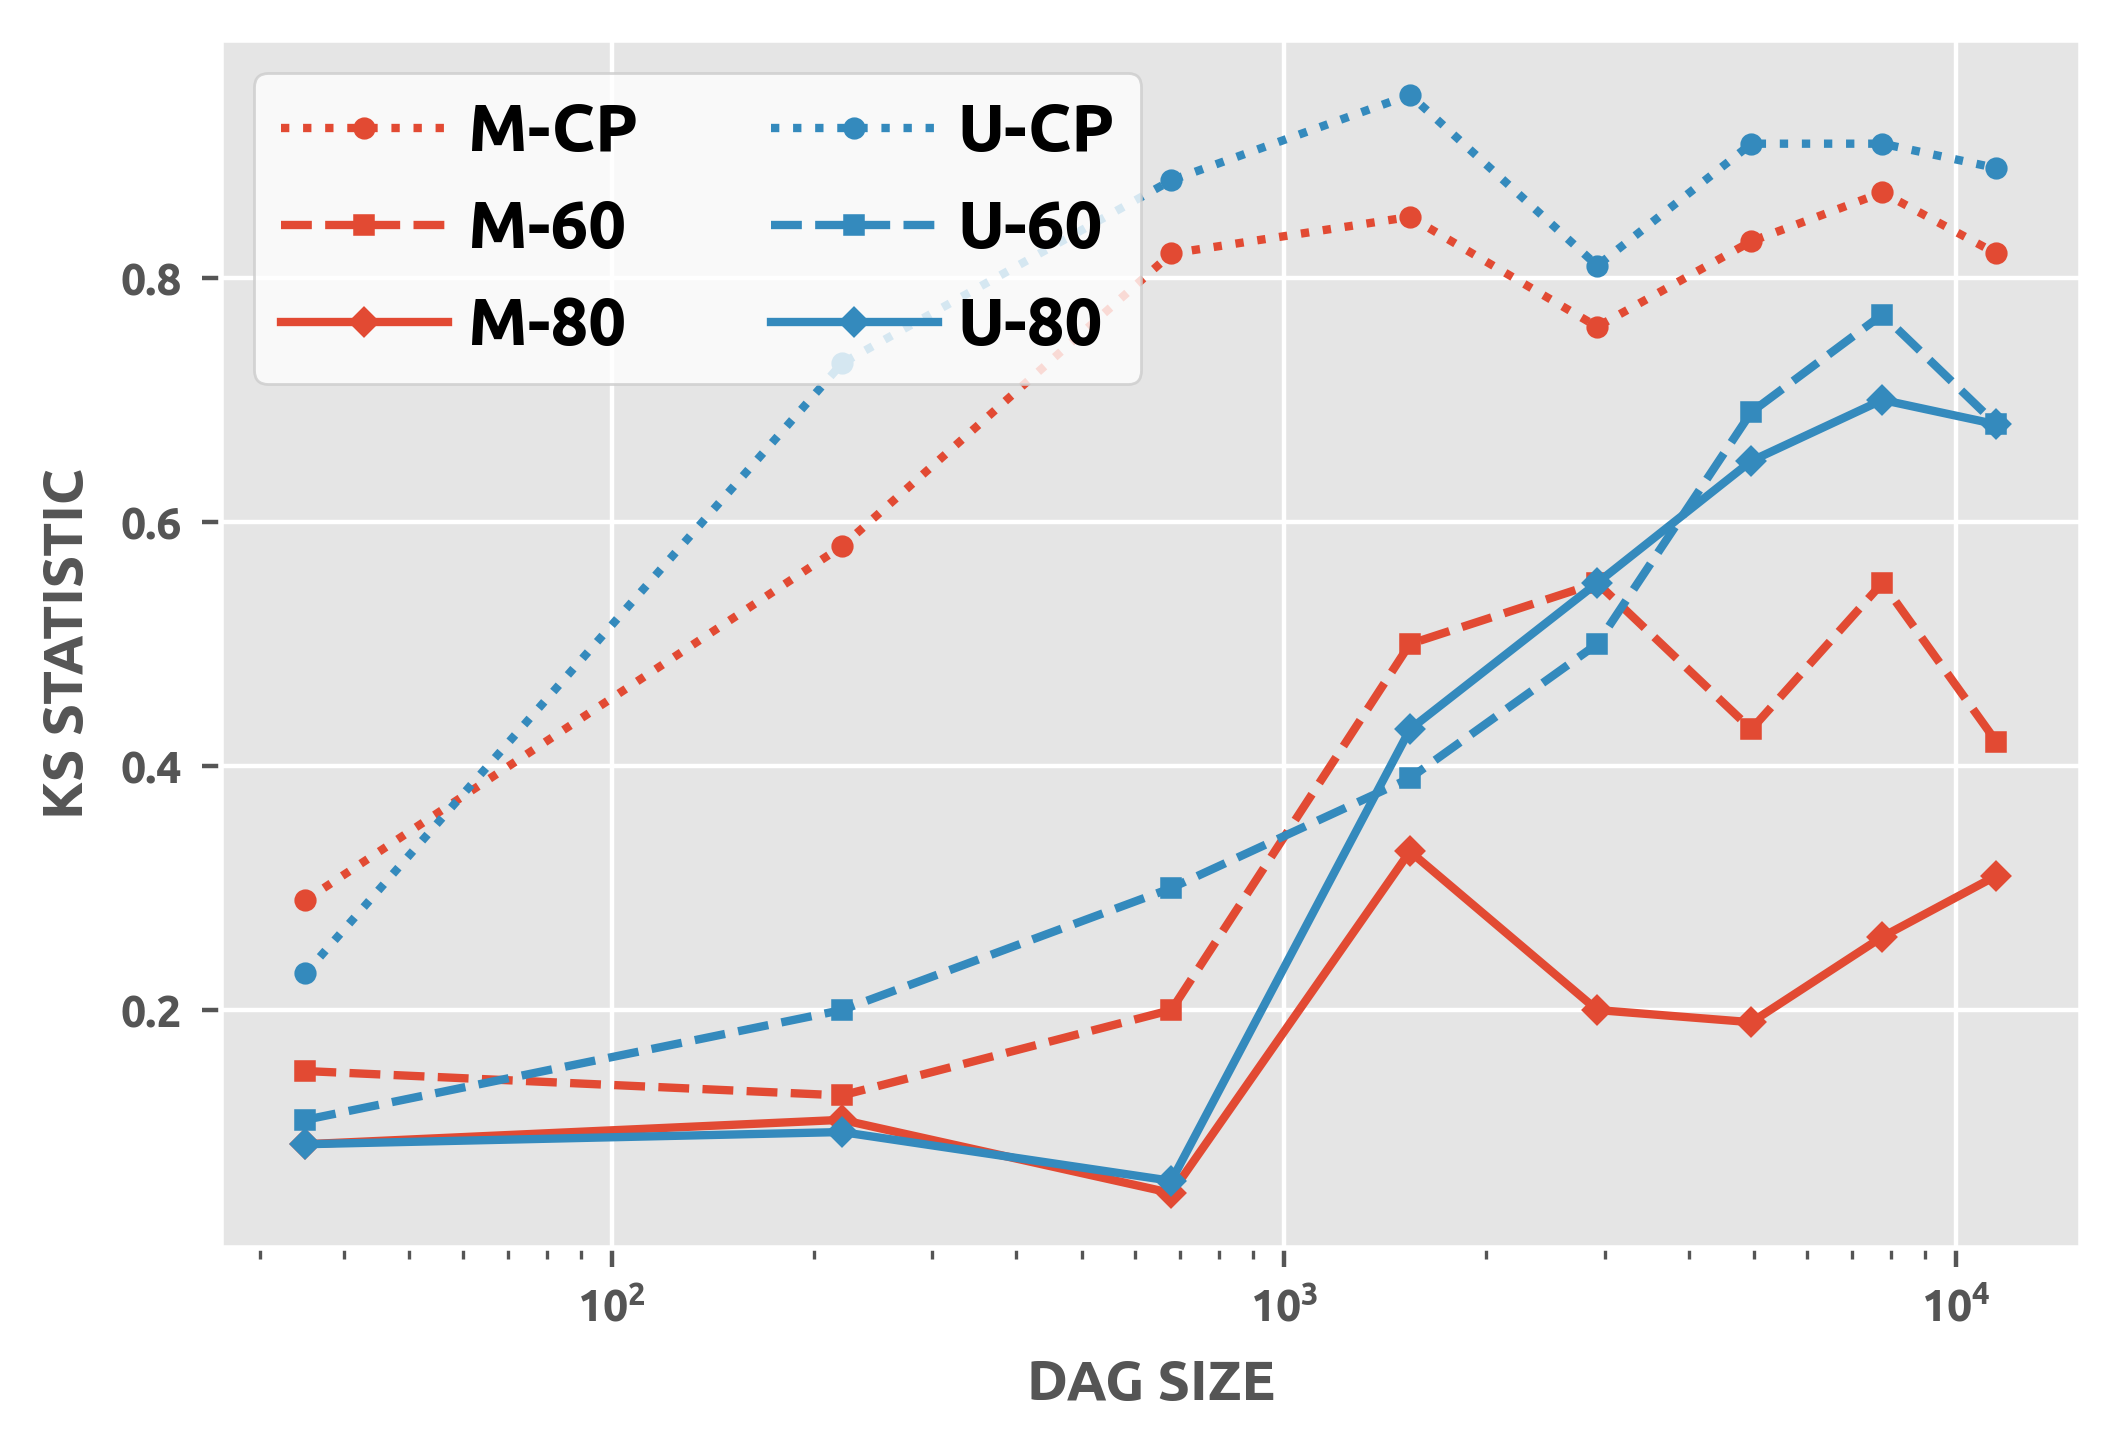 M-CP
U-CP
M-60
U-60
M-80
U-80
0.8
0.6
0.4
0.2
KS STATISTIC
10²
10³
10⁴
DAG SIZE